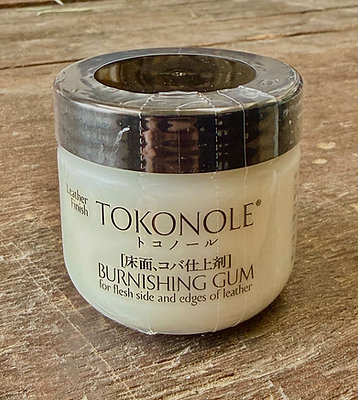 Leather
Finish
TOKONOLE®
トコノール
[床面、コバ仕上剤]
BURNISHING GUM
for flesh side and edges of leather